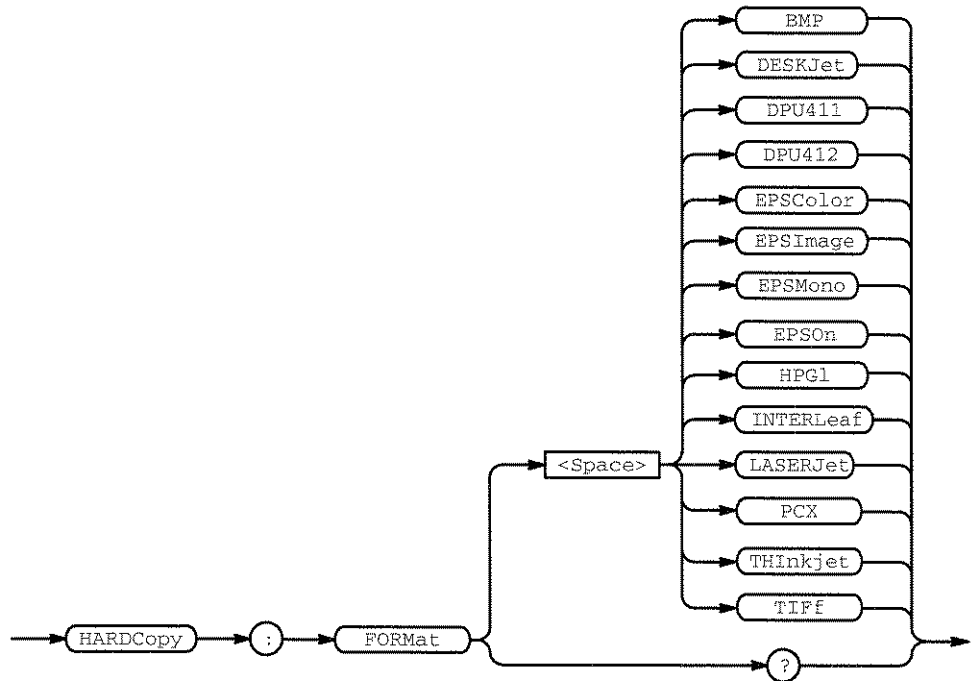 BMP
DESKJet
DPU411
DPU412
EPSColor
EPSImage
EPSMono
EPSOn
HPGl
INTERLeaf
<Space>
LASERJet
PCX
THInkjet
TIFf
HARDCopy : FORMat
?